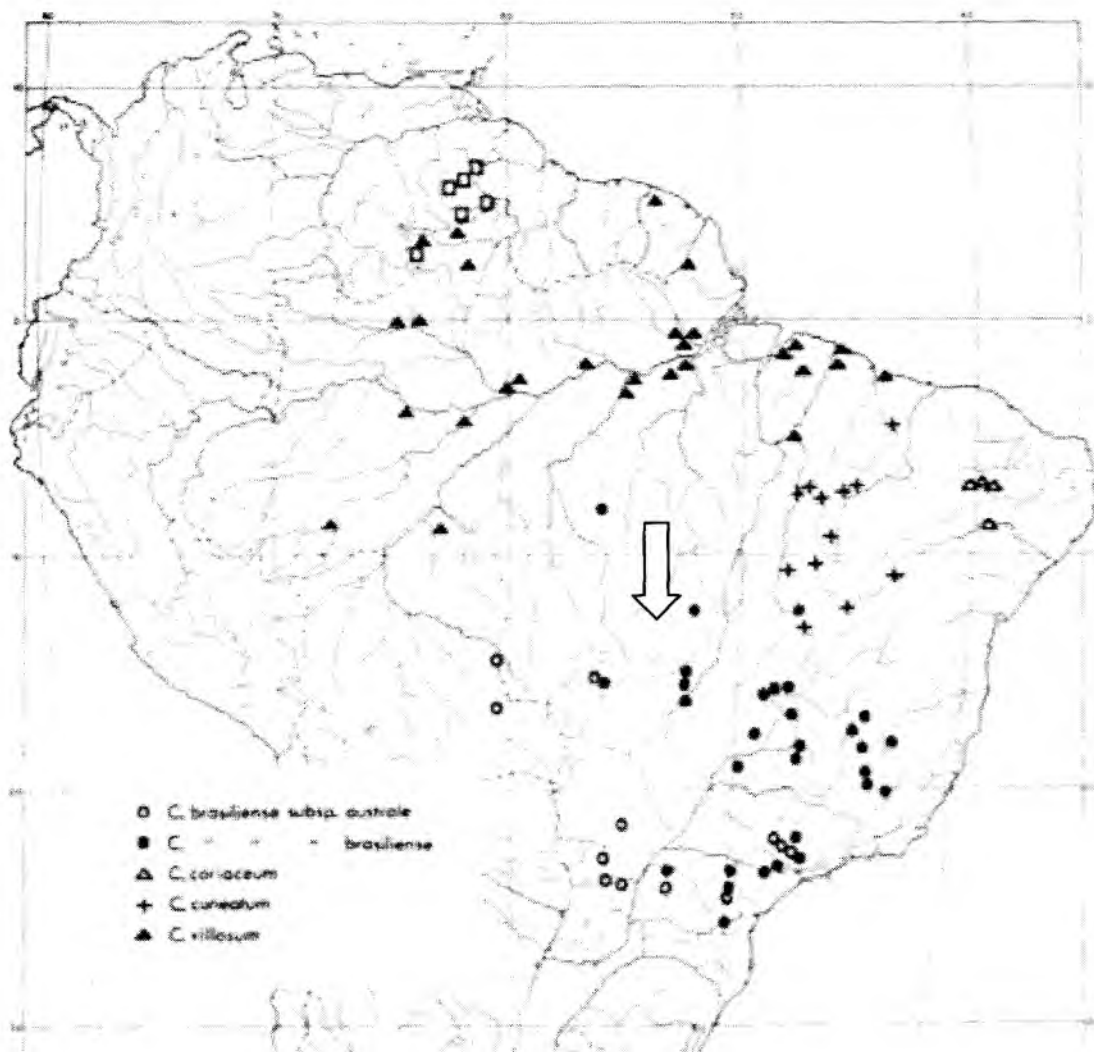 C. brasiliense subsp. australe
C. " " " brasiliense
C. coriaceum
C. cuneatum
C. villosum